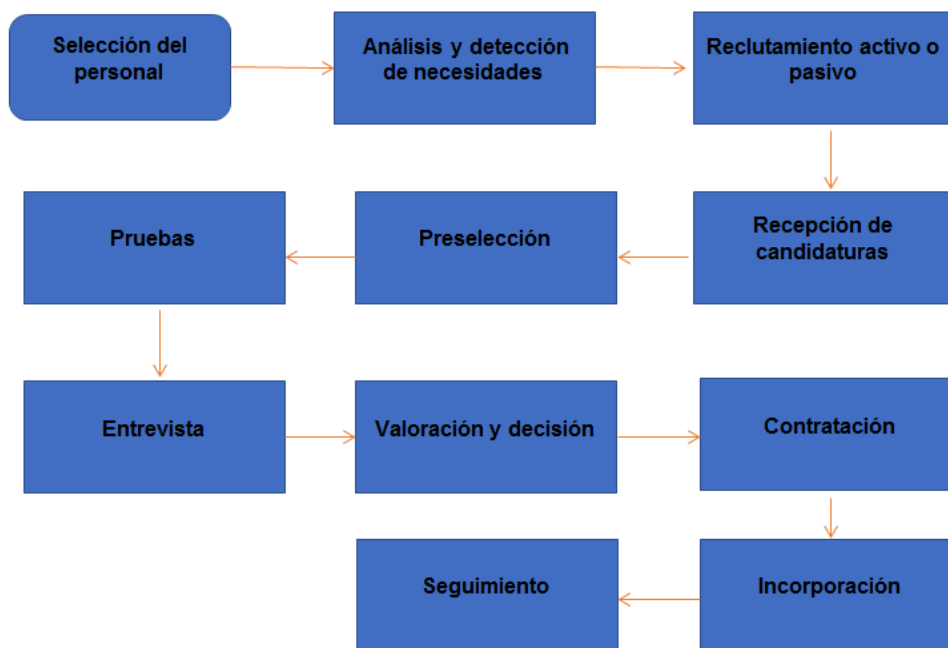 Selección del
personal
Análisis y detección
de necesidades
Reclutamiento activo o
pasivo
Recepción de
candidaturas
Preselección
Pruebas
Entrevista
Valoración y decisión
Contratación
Incorporación
Seguimiento